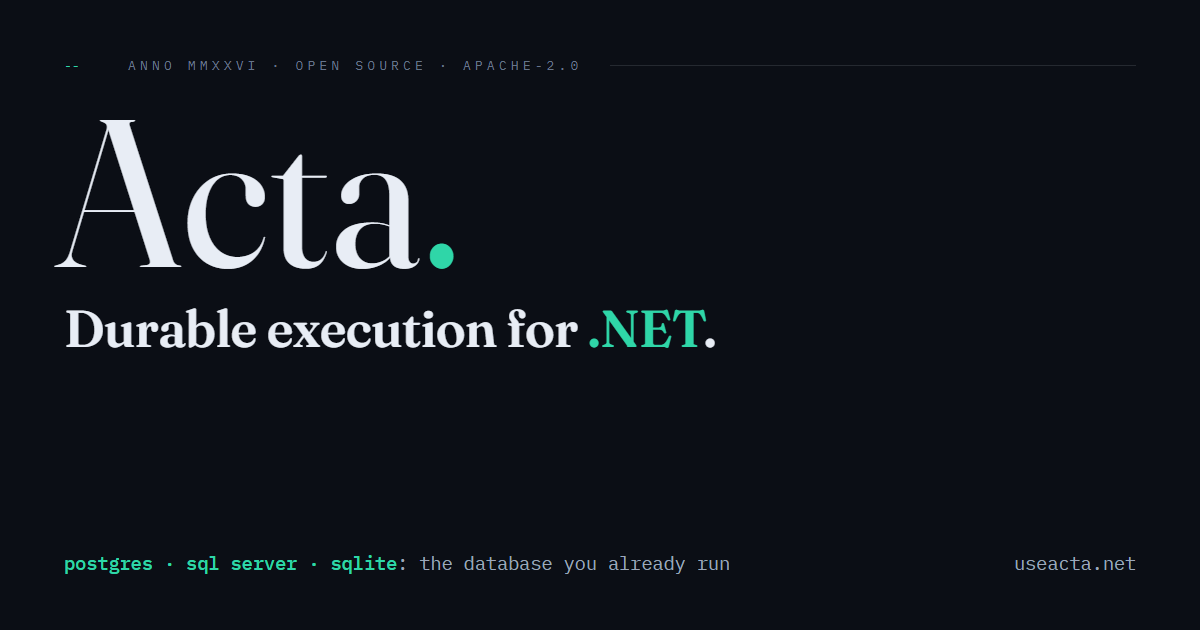 -- ANNO MMXXVI · OPEN SOURCE · APACHE-2.0
Acta.
Durable execution for .NET.
postgres · sql server · sqlite: the database you already run
useacta.net